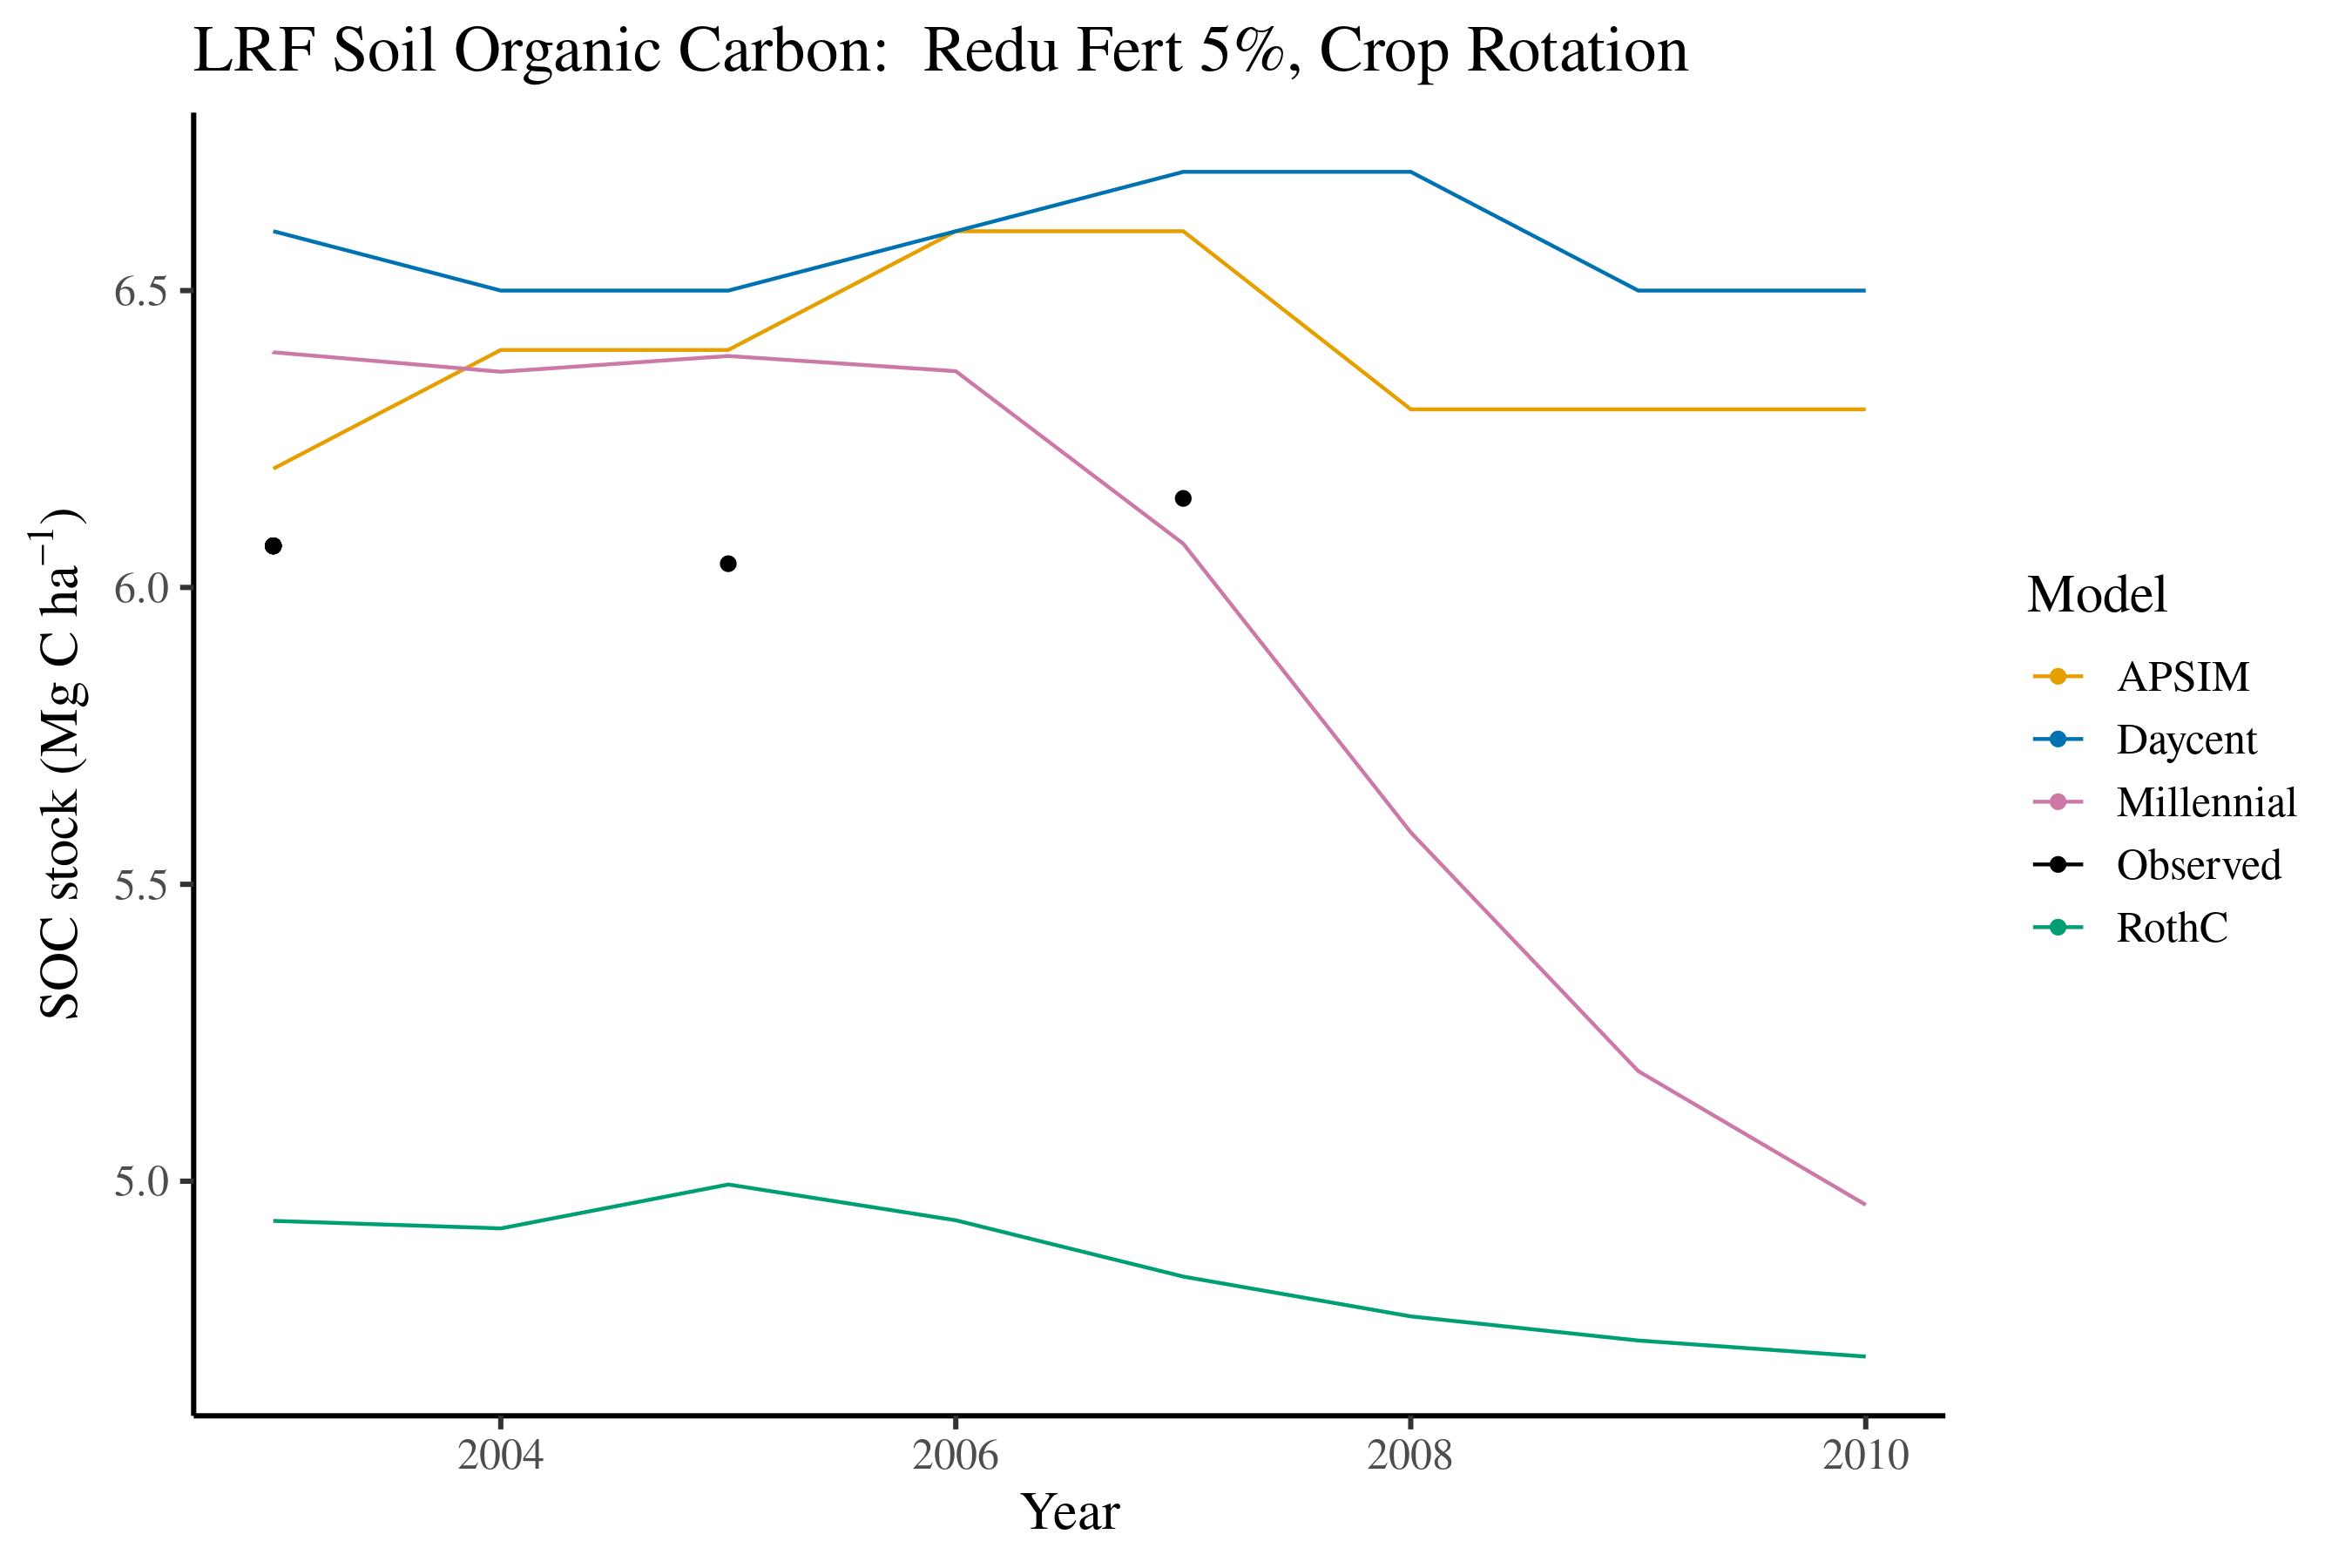 LRF Soil Organic Carbon:  Redu Fert 5%, Crop Rotation
SOC stock (Mg C ha⁻¹)
6.5
6.0
5.5
5.0
2004 2006 2008 2010
Year
Model
APSIM
Daycent
Millennial
Observed
RothC